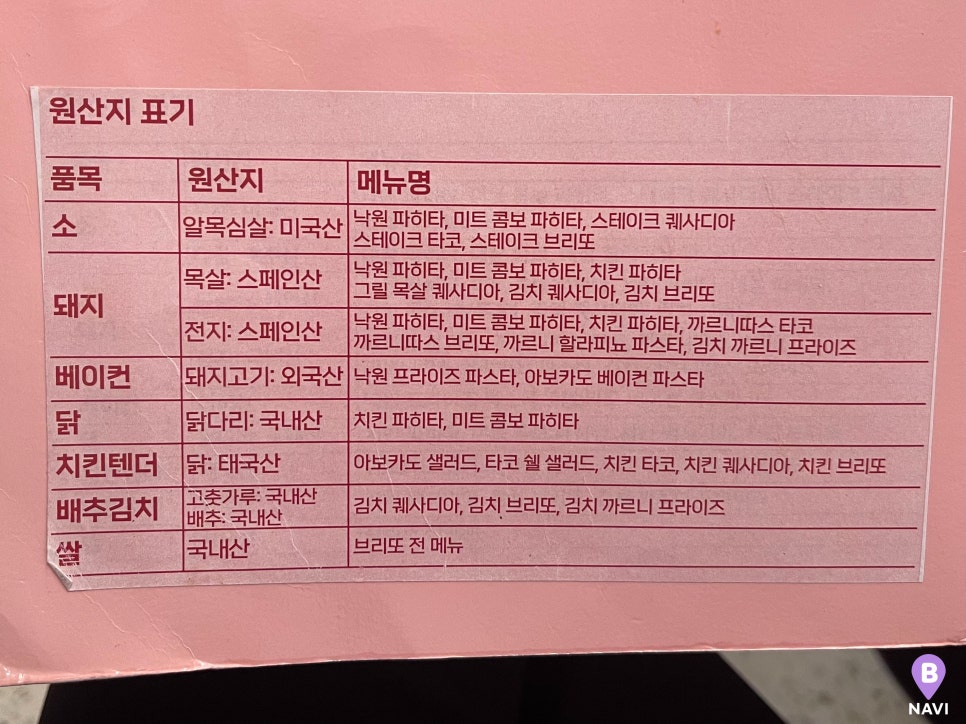 원산지 표기
품목 원산지 메뉴명
소 알목심살: 미국산 낙원 파히타, 미트 콤보 파히타, 스테이크 퀘사디아
스테이크 타코, 스테이크 브리또
돼지 목살: 스페인산 낙원 파히타, 미트 콤보 파히타, 치킨 파히타
그릴 목살 퀘사디아, 김치 퀘사디아, 김치 브리또
전지: 스페인산 낙원 파히타, 미트 콤보 파히타, 치킨 파히타, 까르니따스 타코
까르니따스 브리또, 까르니 할라피뇨 파스타, 김치 까르니 프라이즈
베이컨 돼지고기: 외국산 낙원 프라이즈 파스타, 아보카도 베이컨 파스타
닭 닭다리: 국내산 치킨 파히타, 미트 콤보 파히타
치킨텐더 닭: 태국산 아보카도 샐러드, 타코 쉘 샐러드, 치킨 타코, 치킨 퀘사디아, 치킨 브리또
배추김치 고춧가루: 국내산
배추: 국내산 김치 퀘사디아, 김치 브리또, 김치 까르니 프라이즈
쌀 국내산 브리또 전 메뉴
B
NAVI